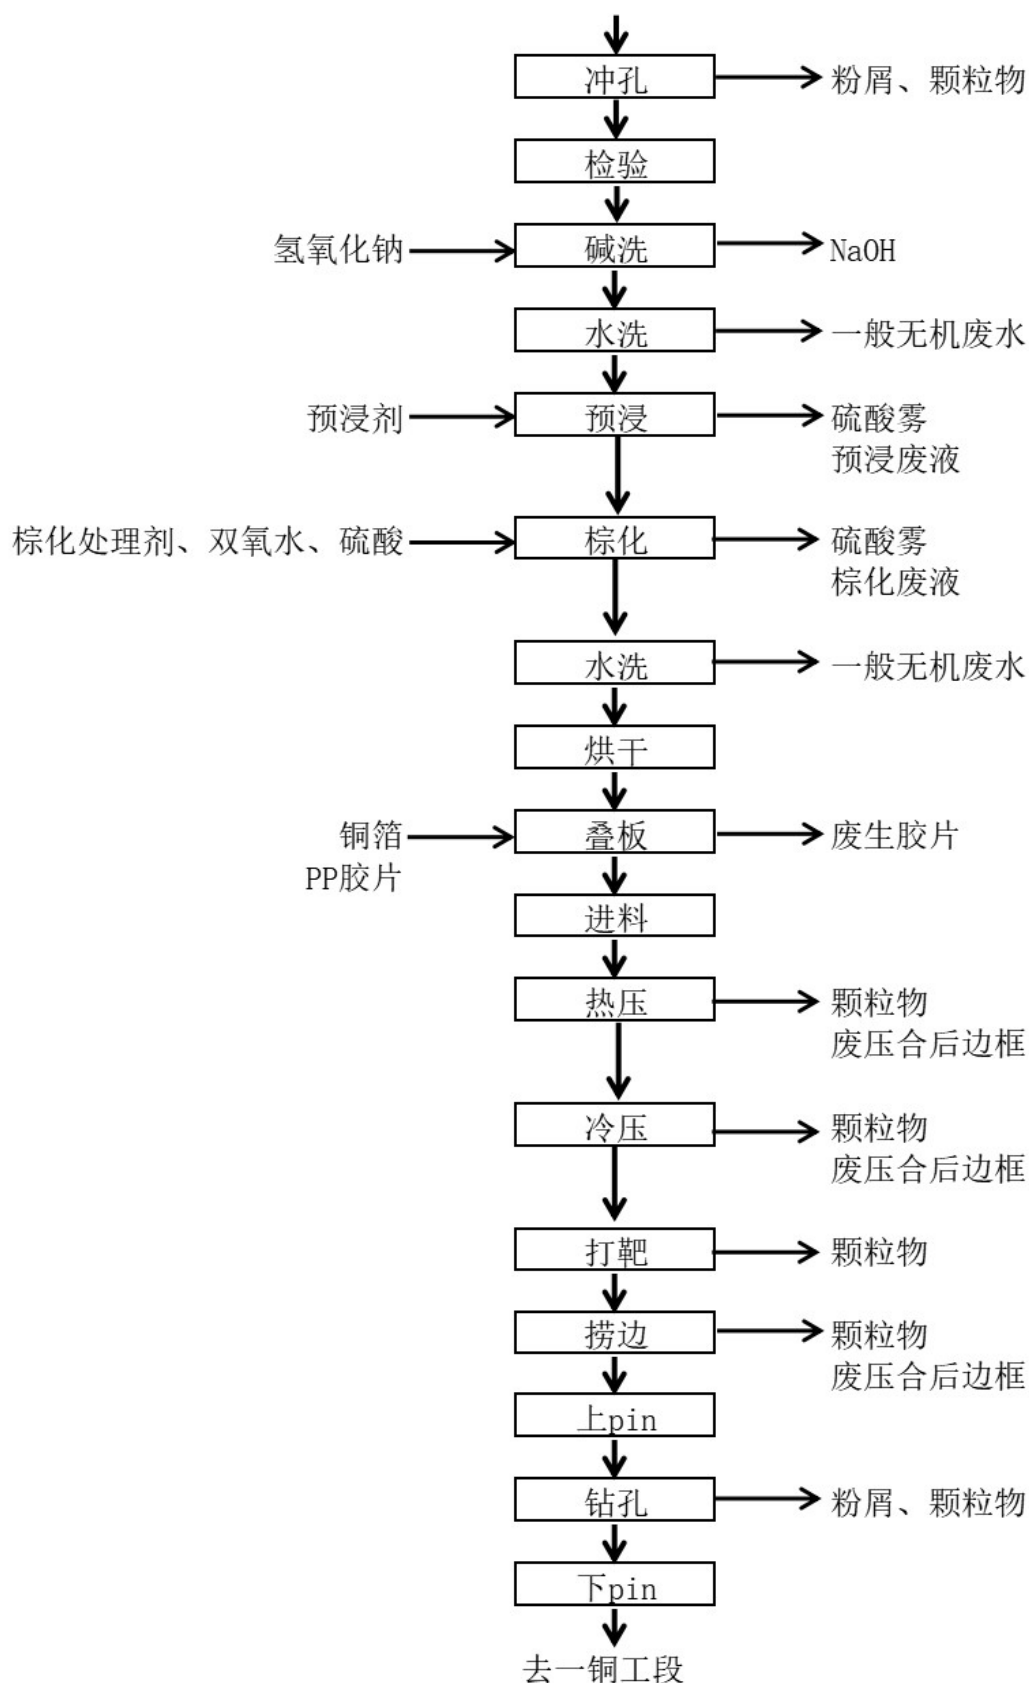 冲孔
粉屑、颗粒物
检验
氢氧化钠
碱洗
NaOH
水洗
一般无机废水
预浸剂
预浸
硫酸雾
预浸废液
棕化处理剂、双氧水、硫酸
棕化
硫酸雾
棕化废液
水洗
一般无机废水
烘干
铜箔
PP胶片
叠板
废生胶片
进料
热压
颗粒物
废压合后边框
冷压
颗粒物
废压合后边框
打靶
颗粒物
捞边
颗粒物
废压合后边框
上pin
钻孔
粉屑、颗粒物
下pin
去一铜工段